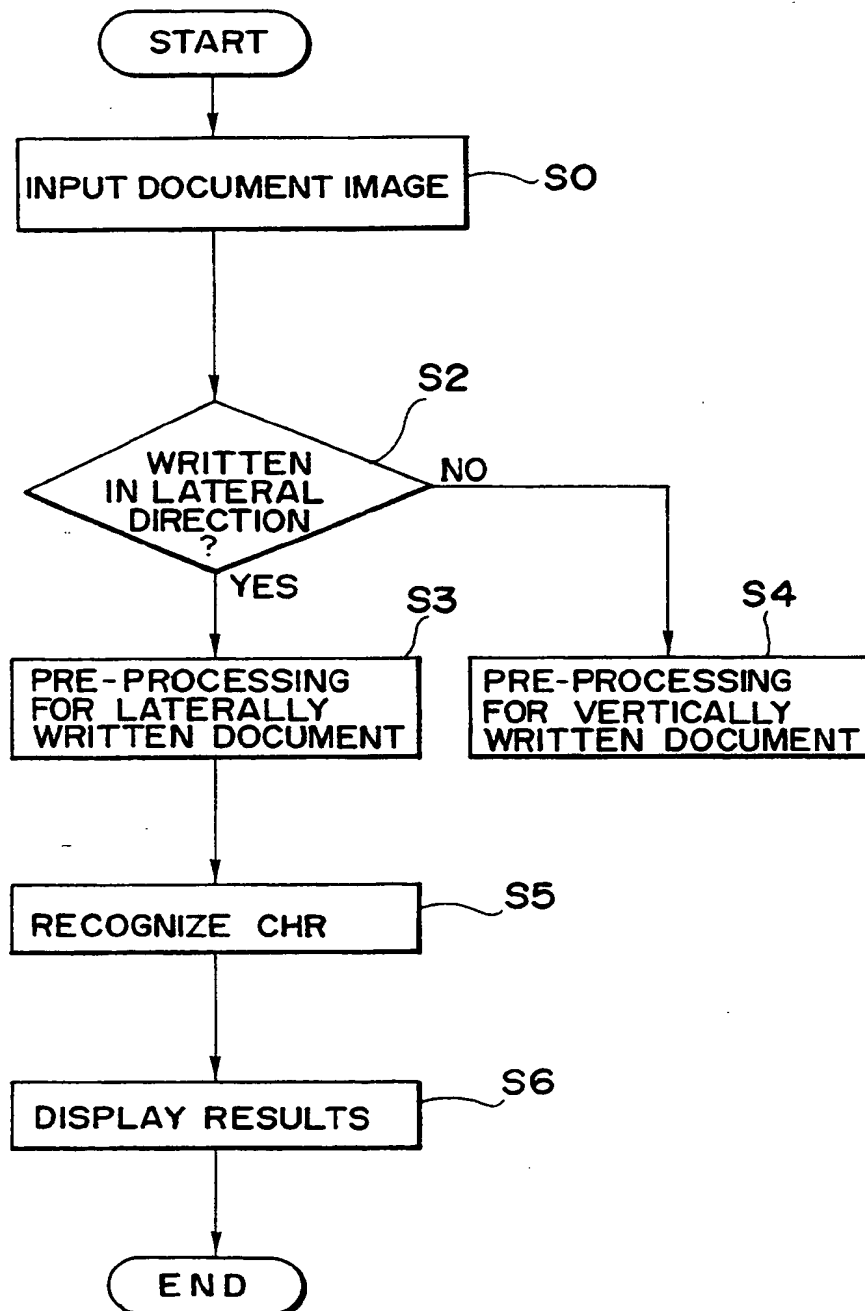 START
INPUT DOCUMENT IMAGE
S0
S2
WRITTEN
IN LATERAL
DIRECTION
?
NO
YES
S3
S4
PRE-PROCESSING
FOR LATERALLY
WRITTEN DOCUMENT
PRE-PROCESSING
FOR VERTICALLY
WRITTEN DOCUMENT
RECOGNIZE CHR
S5
DISPLAY RESULTS
S6
END